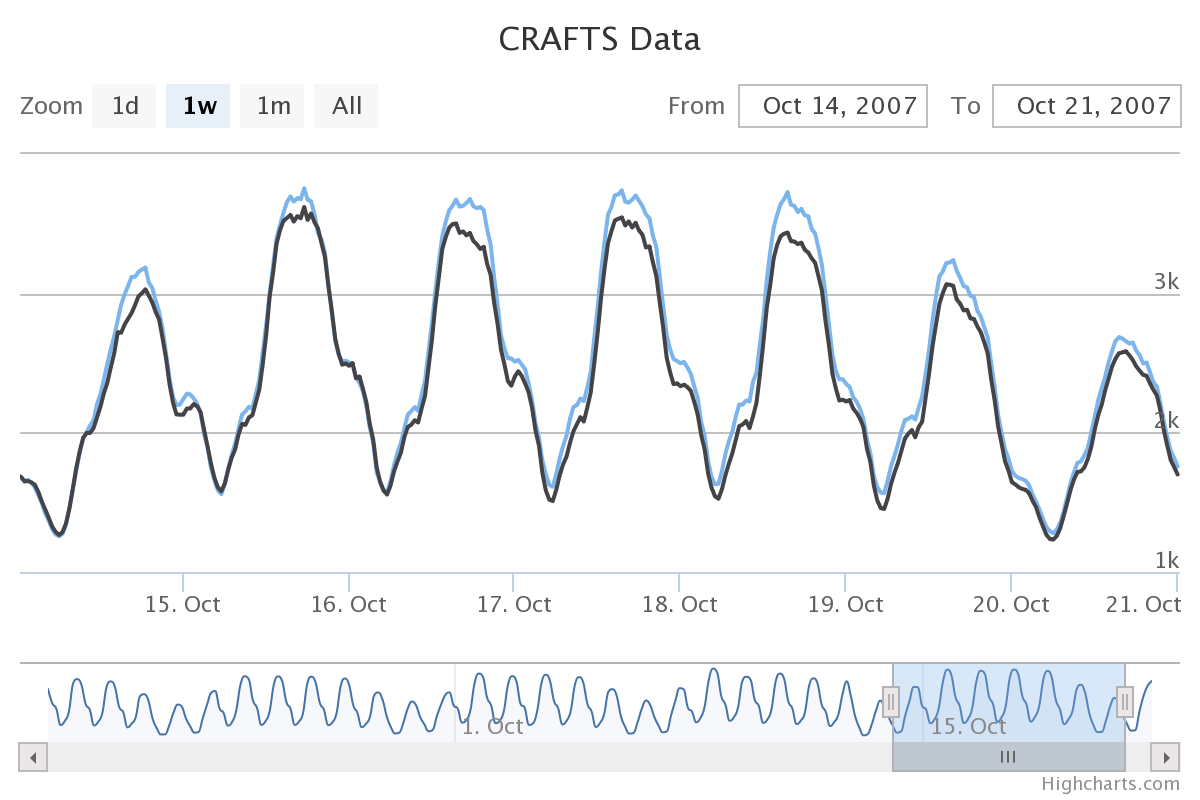 CRAFTS Data
Zoom 1d 1w 1m All From Oct 14, 2007 To Oct 21, 2007
3k
2k
1k
15. Oct 16. Oct 17. Oct 18. Oct 19. Oct 20. Oct 21. Oct
1. Oct 15. Oct
Highcharts.com